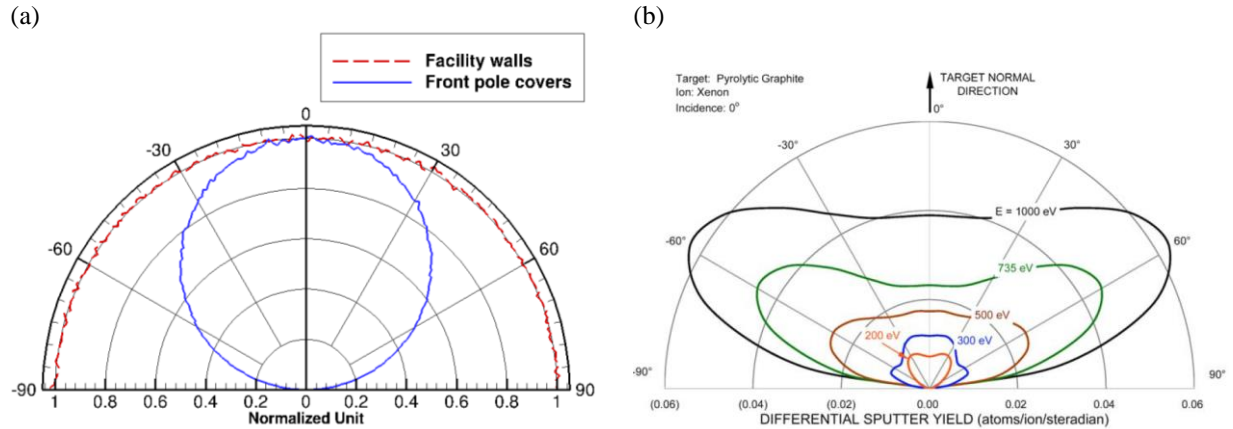 (a)
Facility walls
Front pole covers
0
-30
30
-60
60
-90
90
1
0.8
0.6
0.4
0.2
0
0.2
0.4
0.6
0.8
1
Normalized Unit
(b)
Target: Pyrolytic Graphite
Ion: Xenon
Incidence: 0°
TARGET NORMAL
DIRECTION
0°
-30°
30°
E = 1000 eV
-60°
60°
735 eV
500 eV
200 eV
300 eV
-90°
90°
(0.06)
(0.04)
(0.02)
0.00
0.02
0.04
0.06
DIFFERENTIAL SPUTTER YIELD (atoms/ion/steradian)